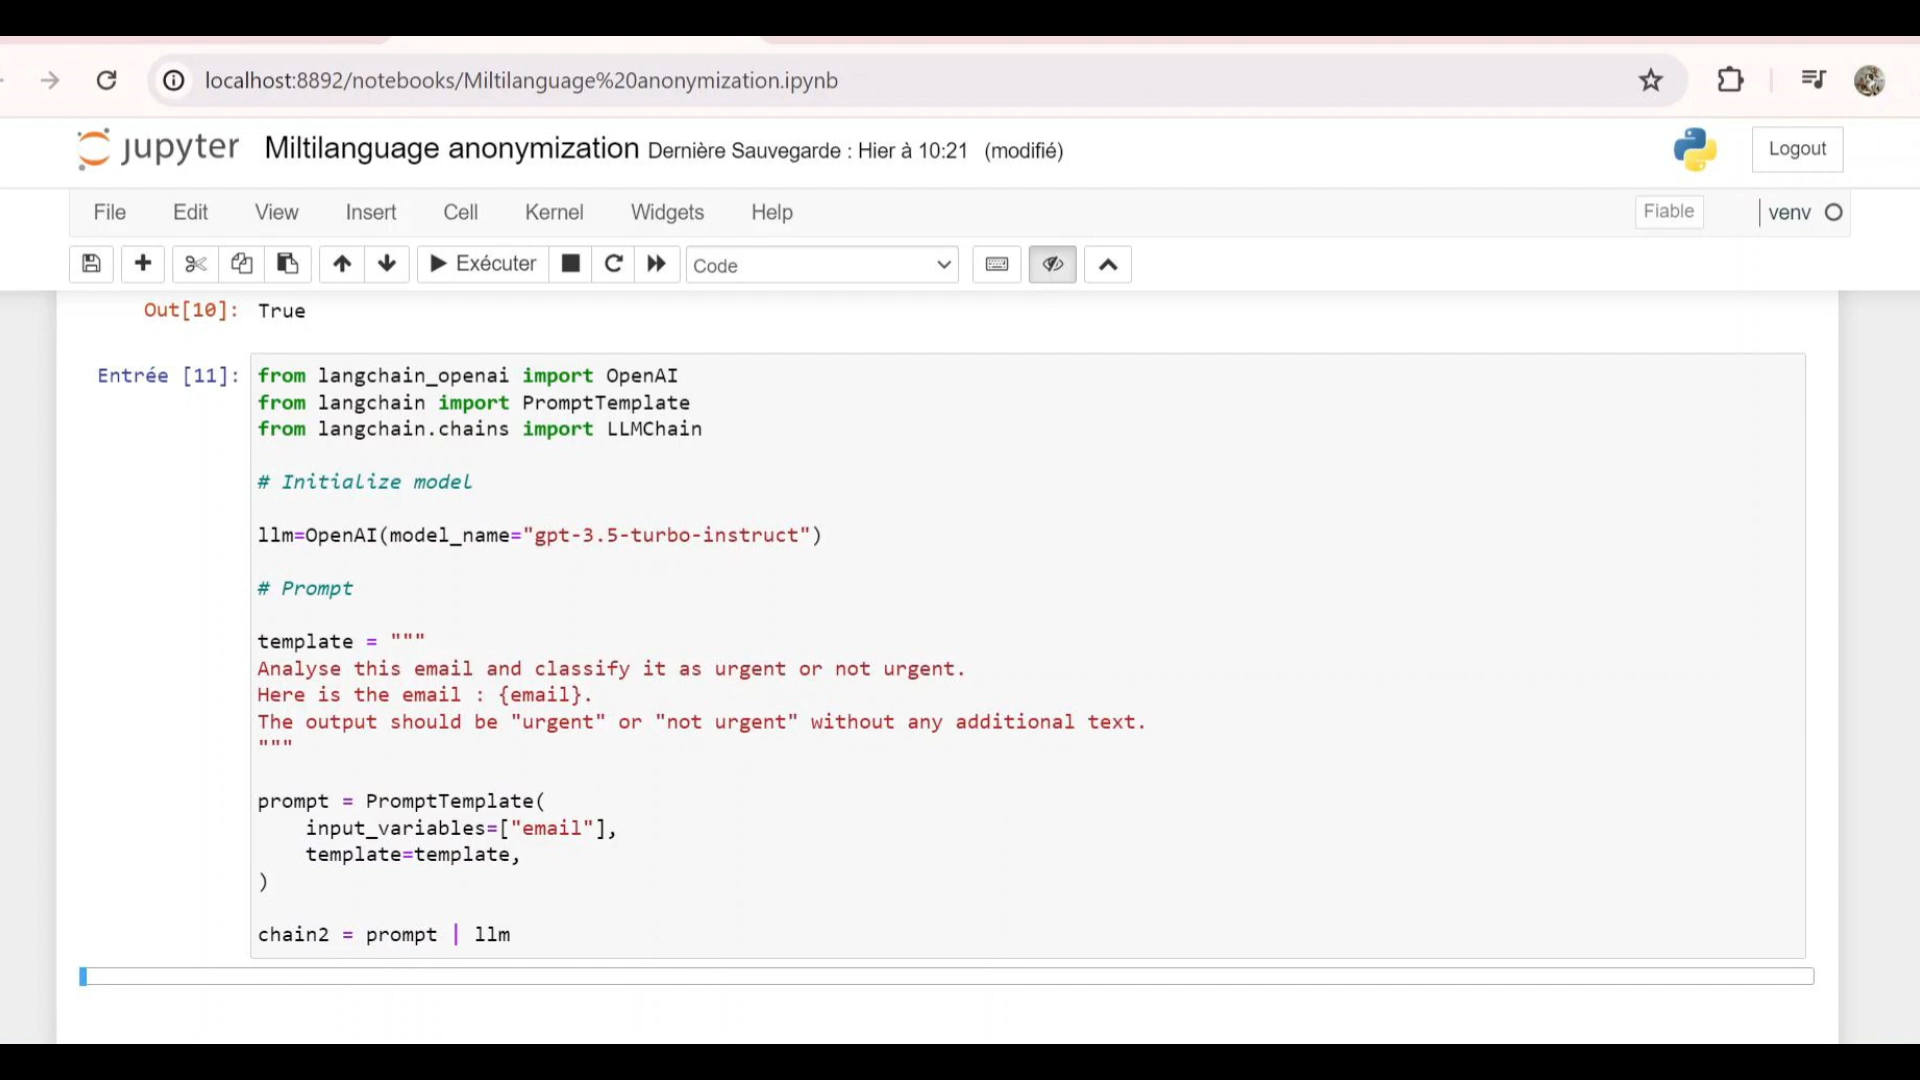 localhost:8892/notebooks/Miltilanguage%20anonymization.ipynb
jupyter Miltilanguage anonymization Dernière Sauvegarde : Hier à 10:21 (modifié)
Logout
File Edit View Insert Cell Kernel Widgets Help
Fiable
venv
Exécuter
Code
Out[10]: True
Entrée [11]: from langchain_openai import OpenAI
from langchain import PromptTemplate
from langchain.chains import LLMChain
# Initialize model
llm=OpenAI(model_name="gpt-3.5-turbo-instruct")
# Prompt
template = """
Analyse this email and classify it as urgent or not urgent.
Here is the email : {email}.
The output should be "urgent" or "not urgent" without any additional text.
"""
prompt = PromptTemplate(
    input_variables=["email"],
    template=template,
)
chain2 = prompt | llm